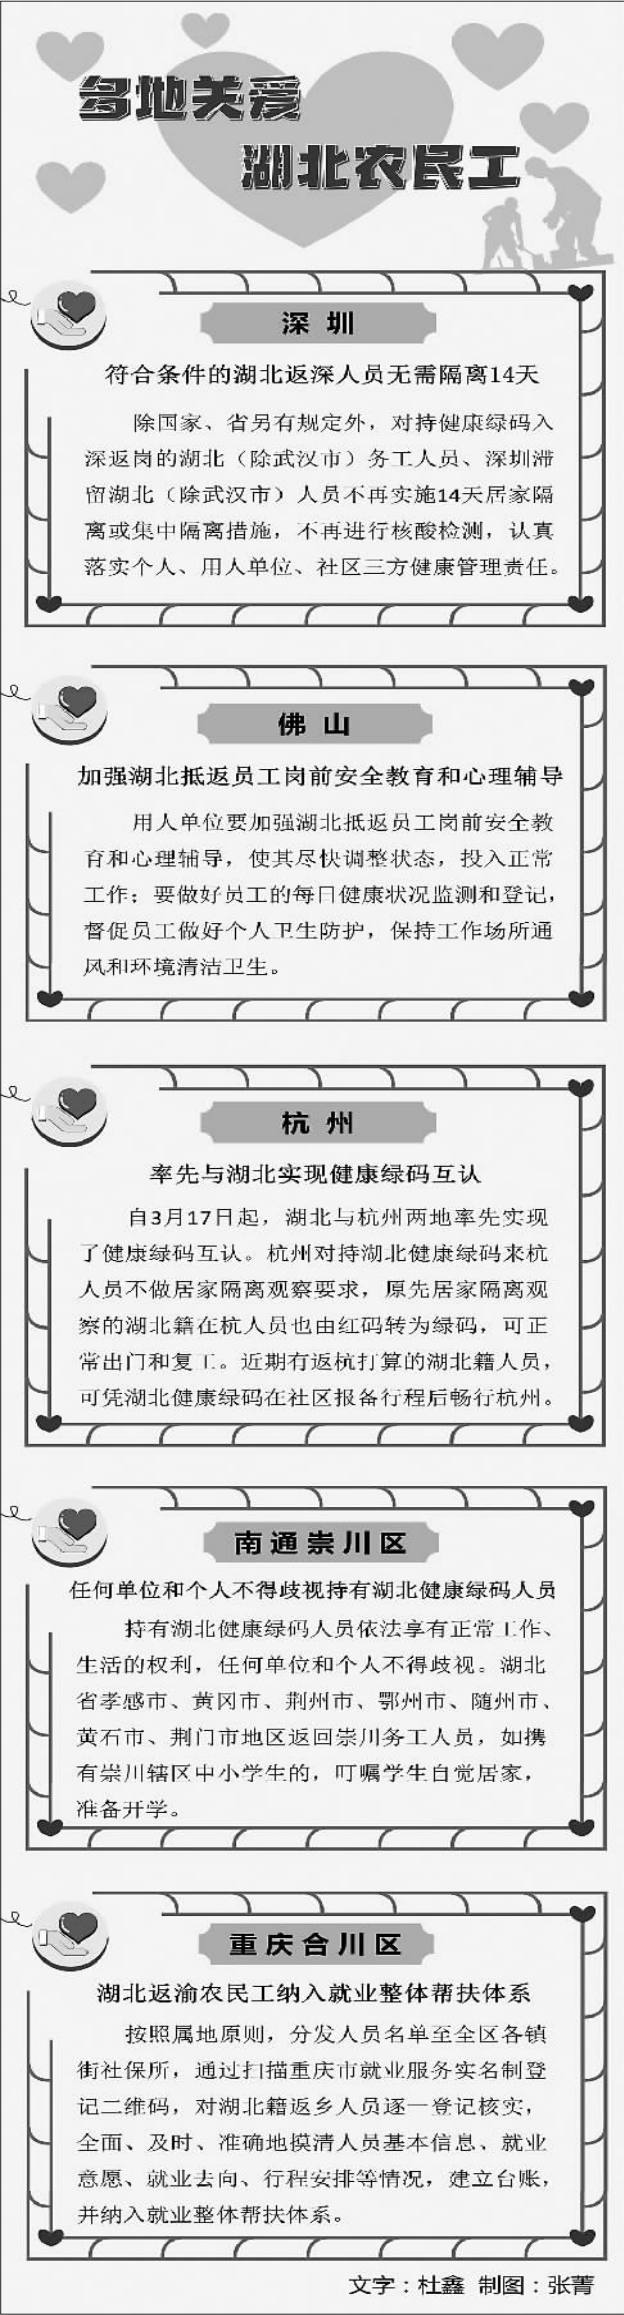 多地关爱
湖北农民工
深圳
符合条件的湖北返深人员无需隔离14天
除国家、省另有规定外，对持健康绿码入
深返岗的湖北（除武汉市）务工人员、深圳滞
留湖北（除武汉市）人员不再实施14天居家隔
离或集中隔离措施，不再进行核酸检测，认真
落实个人、用人单位、社区三方健康管理责任。
佛山
加强湖北抵返员工岗前安全教育和心理辅导
用人单位要加强湖北抵返员工岗前安全教
育和心理辅导，使其尽快调整状态，投入正常
工作；要做好员工的每日健康状况监测和登记，
督促员工做好个人卫生防护，保持工作场所通
风和环境清洁卫生。
杭州
率先与湖北实现健康绿码互认
自3月17日起，湖北与杭州两地率先实现
了健康绿码互认。杭州对持湖北健康绿码来杭
人员不做居家隔离观察要求，原先居家隔离观
察的湖北籍在杭人员也由红码转为绿码，可正
常出门和复工。近期有返杭打算的湖北籍人员，
可凭湖北健康绿码在社区报备行程后畅行杭州。
南通崇川区
任何单位和个人不得歧视持有湖北健康绿码人员
持有湖北健康绿码人员依法享有正常工作、
生活的权利，任何单位和个人不得歧视。湖北
省孝感市、黄冈市、荆州市、鄂州市、随州市、
黄石市、荆门市地区返回崇川务工人员，如携
有崇川辖区中小学生的，叮嘱学生自觉居家，
准备开学。
重庆合川区
湖北返渝农民工纳入就业整体帮扶体系
按照属地原则，分发人员名单至全区各镇
街社保所，通过扫描重庆市就业服务实名制登
记二维码，对湖北籍返乡人员逐一登记核实，
全面、及时、准确地摸清人员基本信息、就业
意愿、就业去向、行程安排等情况，建立台账，
并纳入就业整体帮扶体系。
文字：杜鑫 制图：张菁